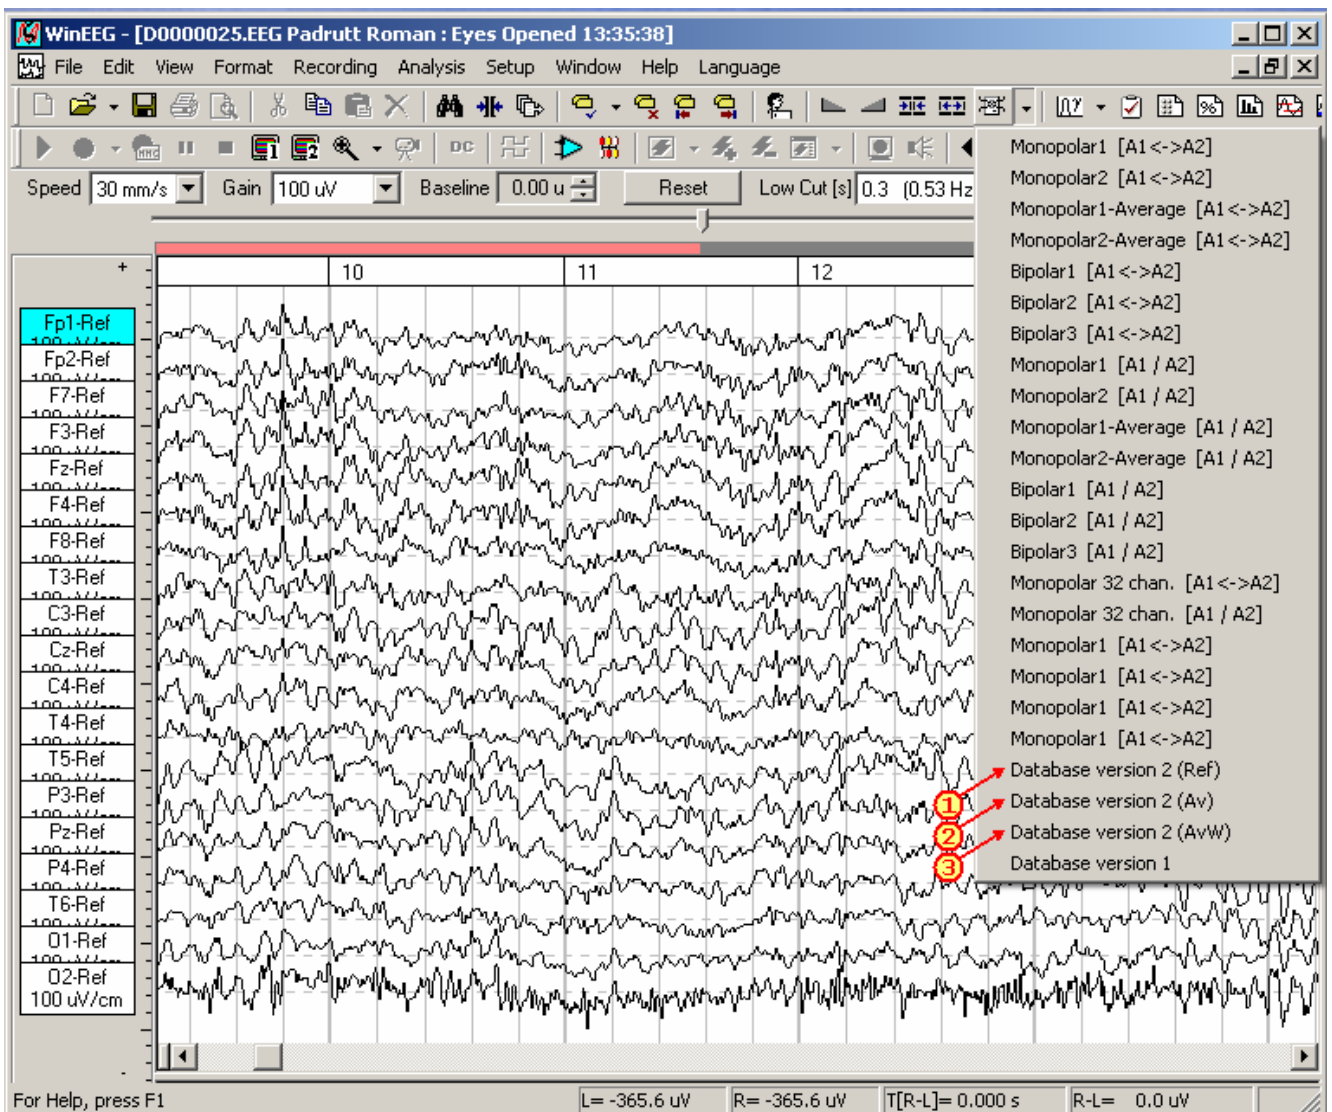 WinEEG - [D0000025.EEG Padrutt Roman : Eyes Opened 13:35:38]
File Edit View Format Recording Analysis Setup Window Help Language
DC
Speed 30 mm/s Gain 100 uV Baseline 0.00 u Reset Low Cut [s] 0.3 (0.53 Hz
+
10 11 12
Fp1-Ref
Fp2-Ref
F7-Ref
F3-Ref
Fz-Ref
F4-Ref
F8-Ref
T3-Ref
C3-Ref
Cz-Ref
C4-Ref
T4-Ref
T5-Ref
P3-Ref
Pz-Ref
P4-Ref
T6-Ref
O1-Ref
O2-Ref
100 uV/cm
-
Monopolar1 [A1<->A2]
Monopolar2 [A1<->A2]
Monopolar1-Average [A1<->A2]
Monopolar2-Average [A1<->A2]
Bipolar1 [A1<->A2]
Bipolar2 [A1<->A2]
Bipolar3 [A1<->A2]
Monopolar1 [A1 / A2]
Monopolar2 [A1 / A2]
Monopolar1-Average [A1 / A2]
Monopolar2-Average [A1 / A2]
Bipolar1 [A1 / A2]
Bipolar2 [A1 / A2]
Bipolar3 [A1 / A2]
Monopolar 32 chan. [A1<->A2]
Monopolar 32 chan. [A1 / A2]
Monopolar1 [A1<->A2]
Monopolar1 [A1<->A2]
Monopolar1 [A1<->A2]
Monopolar1 [A1<->A2]
Database version 2 (Ref)
1 Database version 2 (Av)
2 Database version 2 (AvW)
3 Database version 1
For Help, press F1 L= -365.6 uV R= -365.6 uV T[R-L]= 0.000 s R-L= 0.0 uV